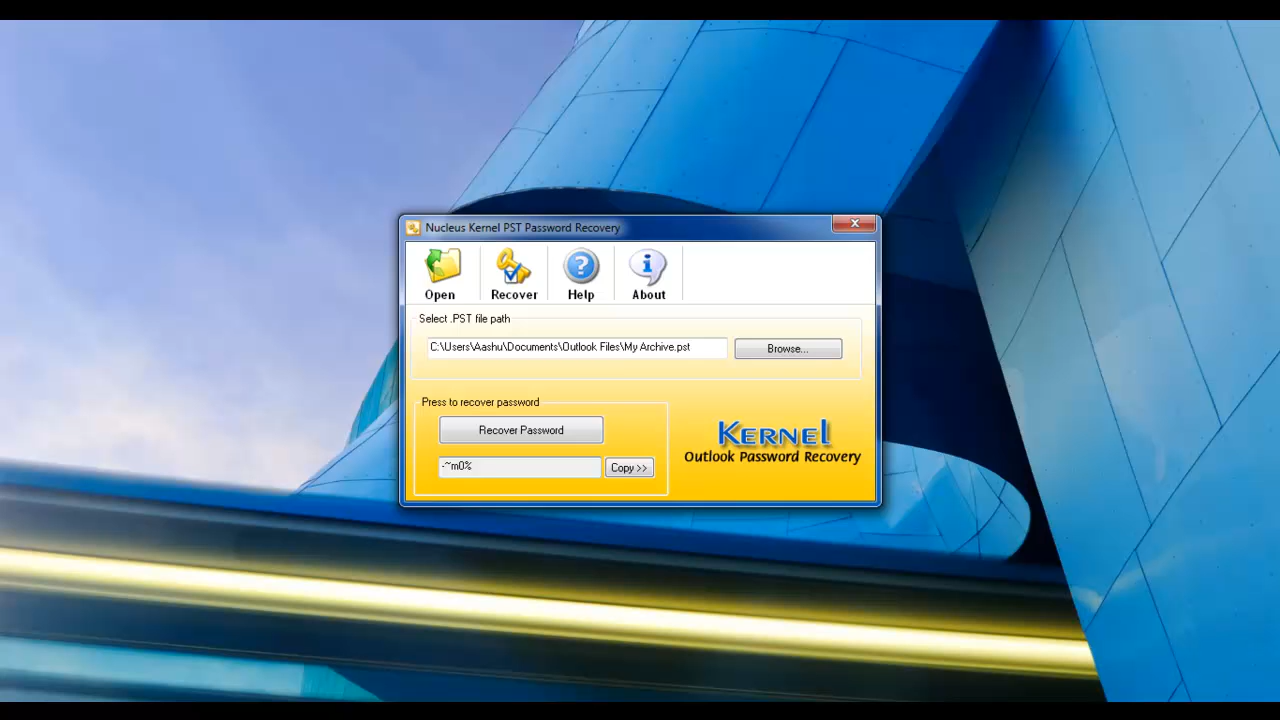 Nucleus Kernel PST Password Recovery
Open Recover Help About
Select .PST file path
C:\Users\Aashu\Documents\Outlook Files\My Archive.pst Browse...
Press to recover password
Recover Password
-~m0% Copy >>
KERNEL
Outlook Password Recovery